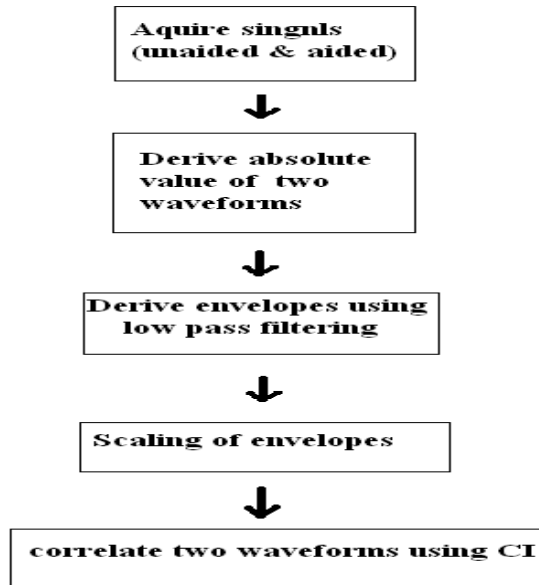 Aquire singnls
(unaided & aided)
Derive absolute
value of two
waveforms
Derive envelopes using
low pass filtering
Scaling of envelopes
correlate two waveforms using CI